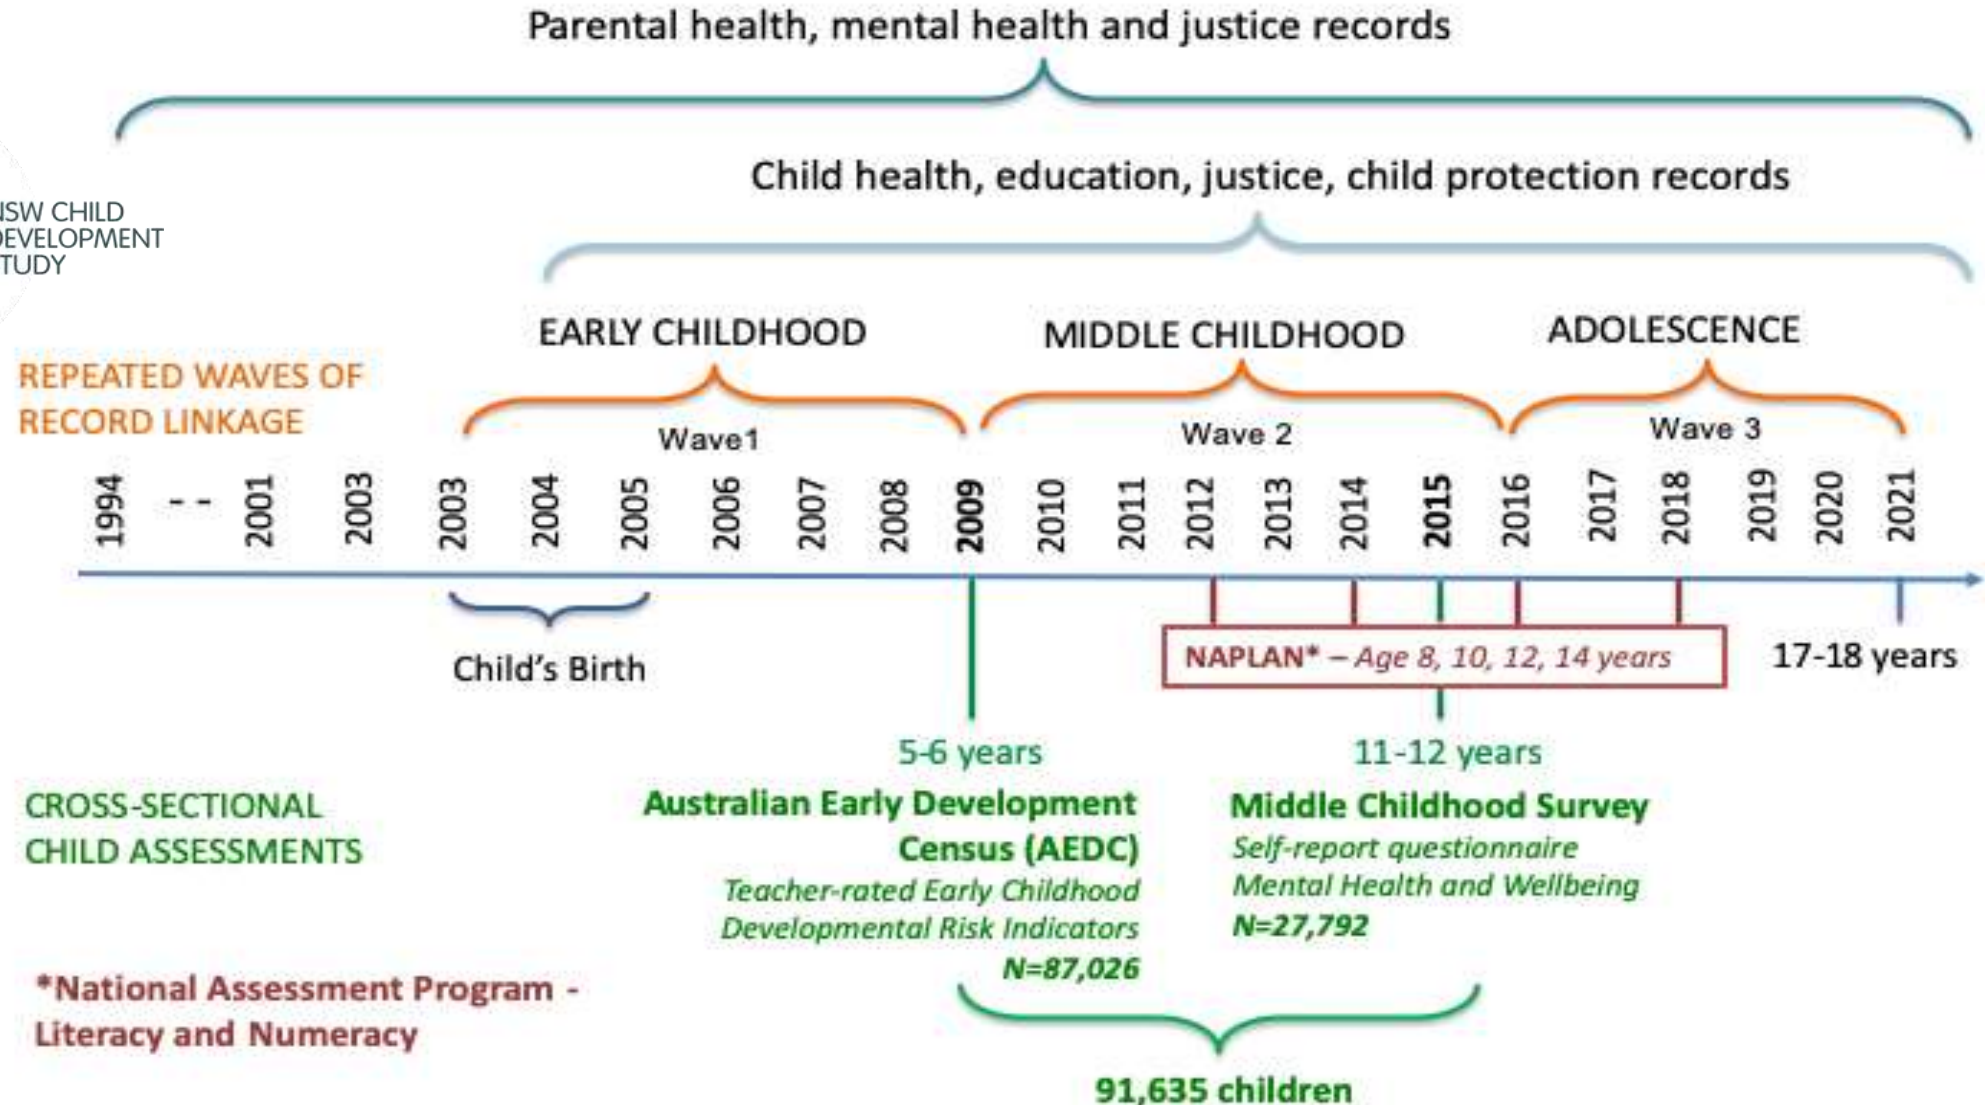 Parental health, mental health and justice records
Child health, education, justice, child protection records
NSW CHILD
DEVELOPMENT
STUDY
EARLY CHILDHOOD
MIDDLE CHILDHOOD
ADOLESCENCE
REPEATED WAVES OF
RECORD LINKAGE
Wave1
Wave 2
Wave 3
1994 - - 2001 2003 2003 2004 2005 2006 2007 2008 2009 2010 2011 2012 2013 2014 2015 2016 2017 2018 2019 2020 2021
Child's Birth
NAPLAN* – Age 8, 10, 12, 14 years
17-18 years
5-6 years
11-12 years
CROSS-SECTIONAL
CHILD ASSESSMENTS
Australian Early Development
Census (AEDC)
Teacher-rated Early Childhood
Developmental Risk Indicators
N=87,026
Middle Childhood Survey
Self-report questionnaire
Mental Health and Wellbeing
N=27,792
*National Assessment Program -
Literacy and Numeracy
91,635 children